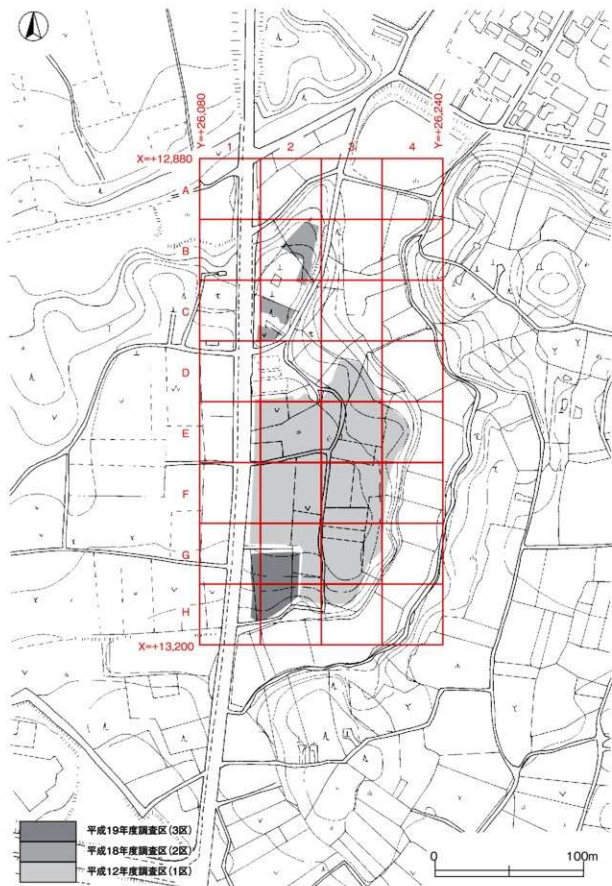 Y=+26,080
Y=+26,240
1 2 3 4
X=+12,880
A
B
C
D
E
F
G
H
X=+13,200
平成19年度調査区（3区）
平成18年度調査区（2区）
平成12年度調査区（1区）
0 100m